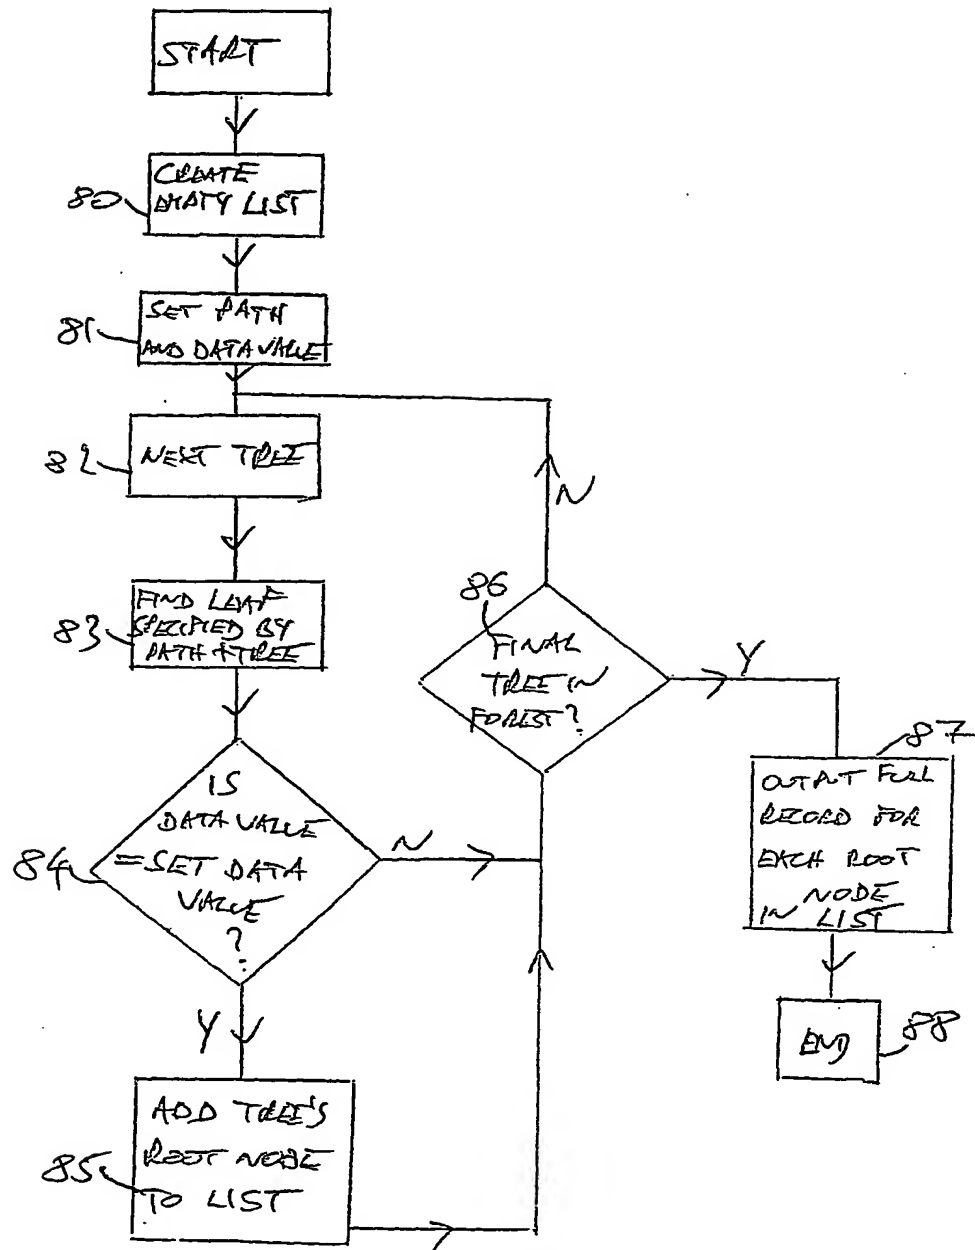 START
80
CREATE
EMPTY LIST
81
SET PATH
AND DATA VALUE
82
NEXT TREE
83
FIND LEAF
SPECIFIED BY
PATH + TREE
84
IS
DATA VALUE
=SET DATA
VALUE
?
N
Y
85
ADD TREE'S
ROOT NODE
TO LIST
86
FINAL
TREE IN
FOREST?
N
Y
87
OUTPUT FULL
RECORD FOR
EACH ROOT
NODE
IN LIST
END
88